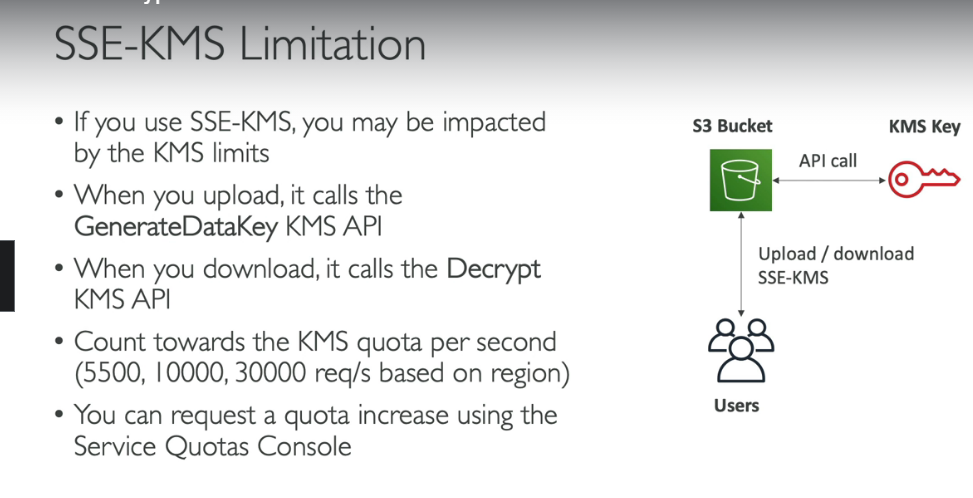 SSE-KMS Limitation
• If you use SSE-KMS, you may be impacted
by the KMS limits
• When you upload, it calls the
GenerateDataKey KMS API
• When you download, it calls the Decrypt
KMS API
• Count towards the KMS quota per second
(5500, 10000, 30000 req/s based on region)
• You can request a quota increase using the
Service Quotas Console
S3 Bucket
KMS Key
API call
Upload / download
SSE-KMS
Users